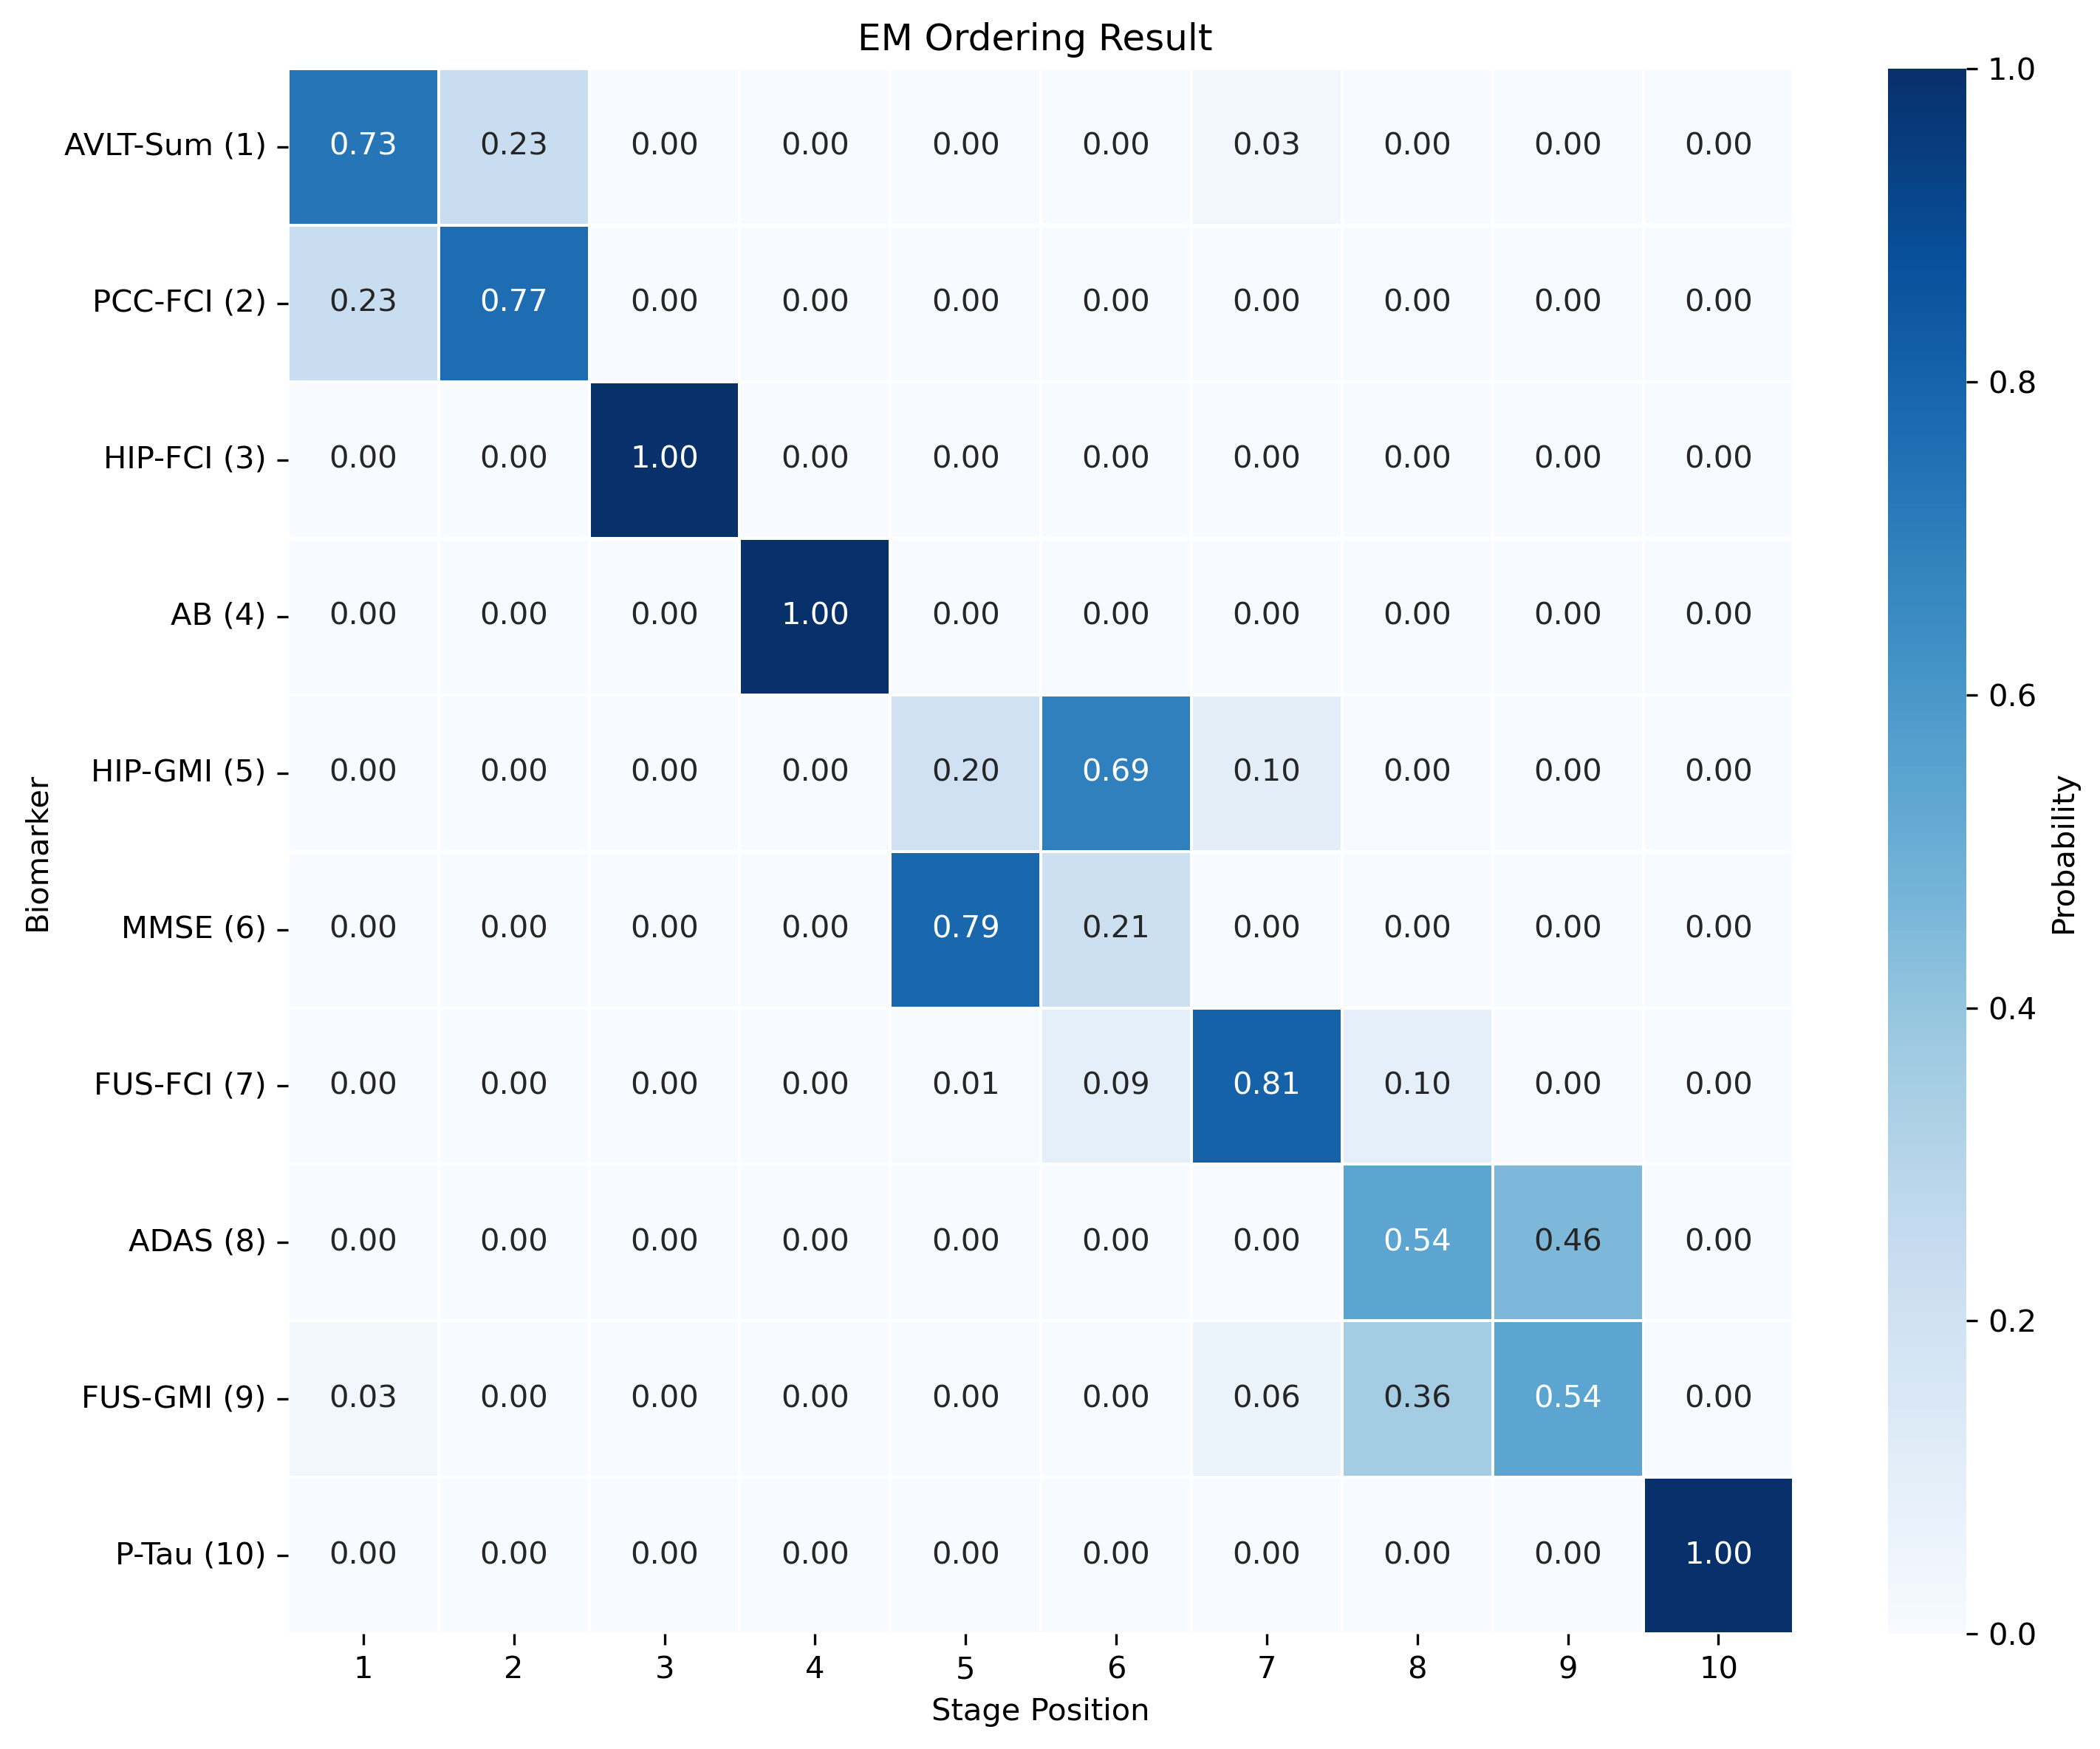 EM Ordering Result
AVLT-Sum (1) 0.73 0.23 0.00 0.00 0.00 0.00 0.03 0.00 0.00 0.00
PCC-FCI (2) 0.23 0.77 0.00 0.00 0.00 0.00 0.00 0.00 0.00 0.00
HIP-FCI (3) 0.00 0.00 1.00 0.00 0.00 0.00 0.00 0.00 0.00 0.00
AB (4) 0.00 0.00 0.00 1.00 0.00 0.00 0.00 0.00 0.00 0.00
HIP-GMI (5) 0.00 0.00 0.00 0.00 0.20 0.69 0.10 0.00 0.00 0.00
MMSE (6) 0.00 0.00 0.00 0.00 0.79 0.21 0.00 0.00 0.00 0.00
FUS-FCI (7) 0.00 0.00 0.00 0.00 0.01 0.09 0.81 0.10 0.00 0.00
ADAS (8) 0.00 0.00 0.00 0.00 0.00 0.00 0.00 0.54 0.46 0.00
FUS-GMI (9) 0.03 0.00 0.00 0.00 0.00 0.00 0.06 0.36 0.54 0.00
P-Tau (10) 0.00 0.00 0.00 0.00 0.00 0.00 0.00 0.00 0.00 1.00
1 2 3 4 5 6 7 8 9 10
Stage Position
Biomarker
1.0
0.8
0.6
0.4
0.2
0.0
Probability